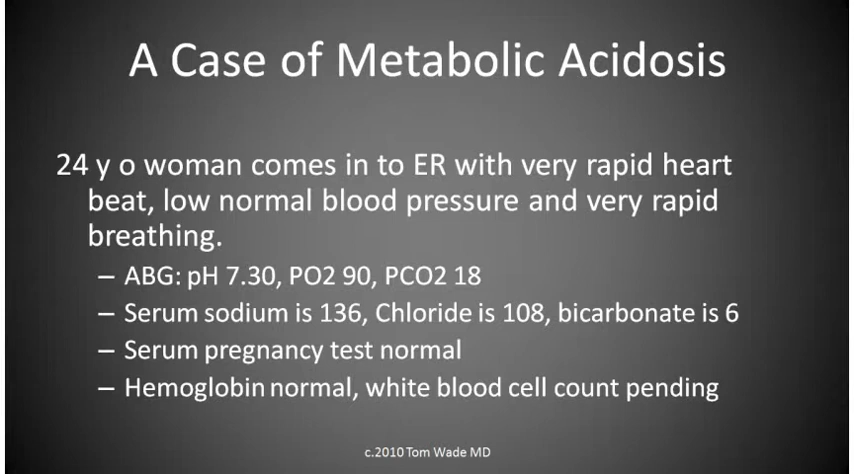 A Case of Metabolic Acidosis
24 y o woman comes in to ER with very rapid heart
beat, low normal blood pressure and very rapid
breathing.
– ABG: pH 7.30, PO2 90, PCO2 18
– Serum sodium is 136, Chloride is 108, bicarbonate is 6
– Serum pregnancy test normal
– Hemoglobin normal, white blood cell count pending
c.2010 Tom Wade MD